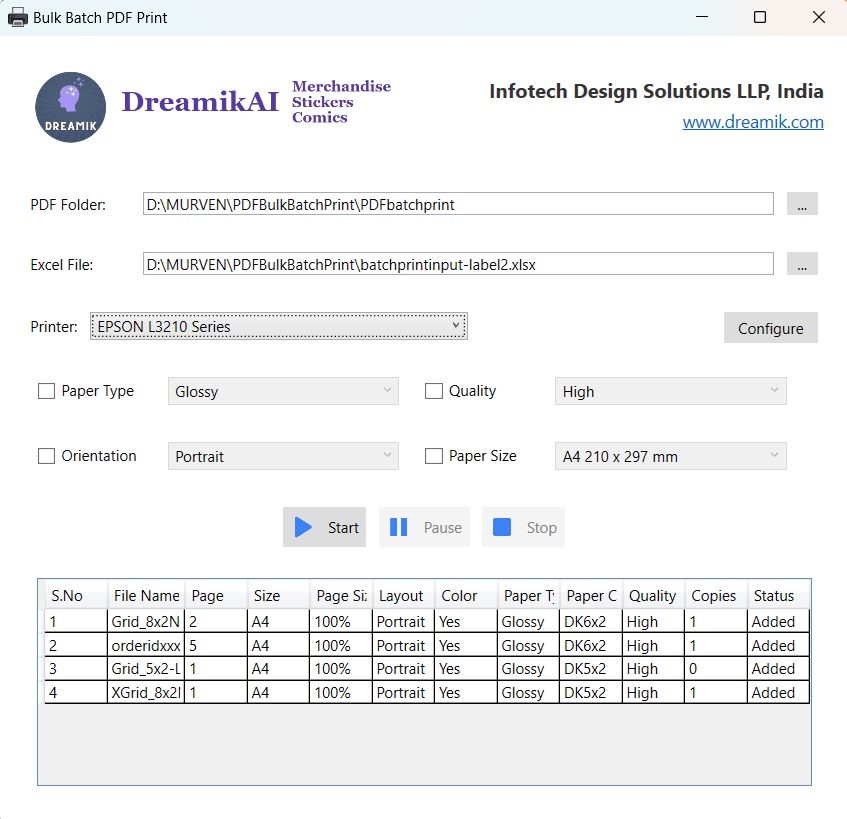 Bulk Batch PDF Print
DREAMIK
DreamikAI
Merchandise
Stickers
Comics
Infotech Design Solutions LLP, India
www.dreamik.com
PDF Folder: D:\MURVEN\PDFBulkBatchPrint\PDFbatchprint ...
Excel File: D:\MURVEN\PDFBulkBatchPrint\batchprintinput-label2.xlsx ...
Printer: EPSON L3210 Series Configure
Paper Type Glossy Quality High
Orientation Portrait Paper Size A4 210 x 297 mm
Start Pause Stop
S.No File Name Page Size Page Siz Layout Color Paper Ty Paper C Quality Copies Status
1 Grid_8x2N 2 A4 100% Portrait Yes Glossy DK6x2 High 1 Added
2 orderidxxx 5 A4 100% Portrait Yes Glossy DK6x2 High 1 Added
3 Grid_5x2-L 1 A4 100% Portrait Yes Glossy DK5x2 High 0 Added
4 XGrid_8x2N 1 A4 100% Portrait Yes Glossy DK5x2 High 1 Added